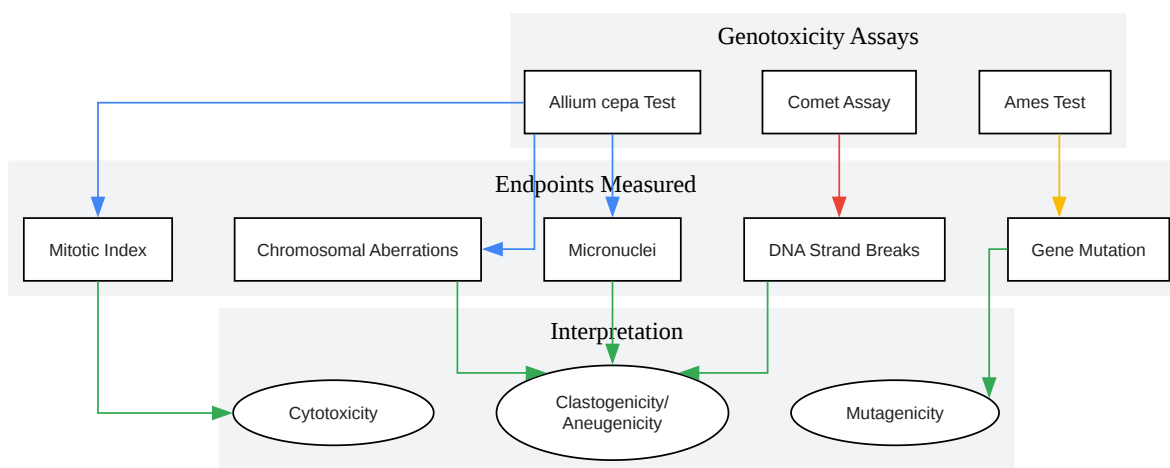 Genotoxicity Assays
Allium cepa Test
Comet Assay
Ames Test
Endpoints Measured
Mitotic Index
Chromosomal Aberrations
Micronuclei
DNA Strand Breaks
Gene Mutation
Interpretation
Cytotoxicity
Clastogenicity/
Aneugenicity
Mutagenicity